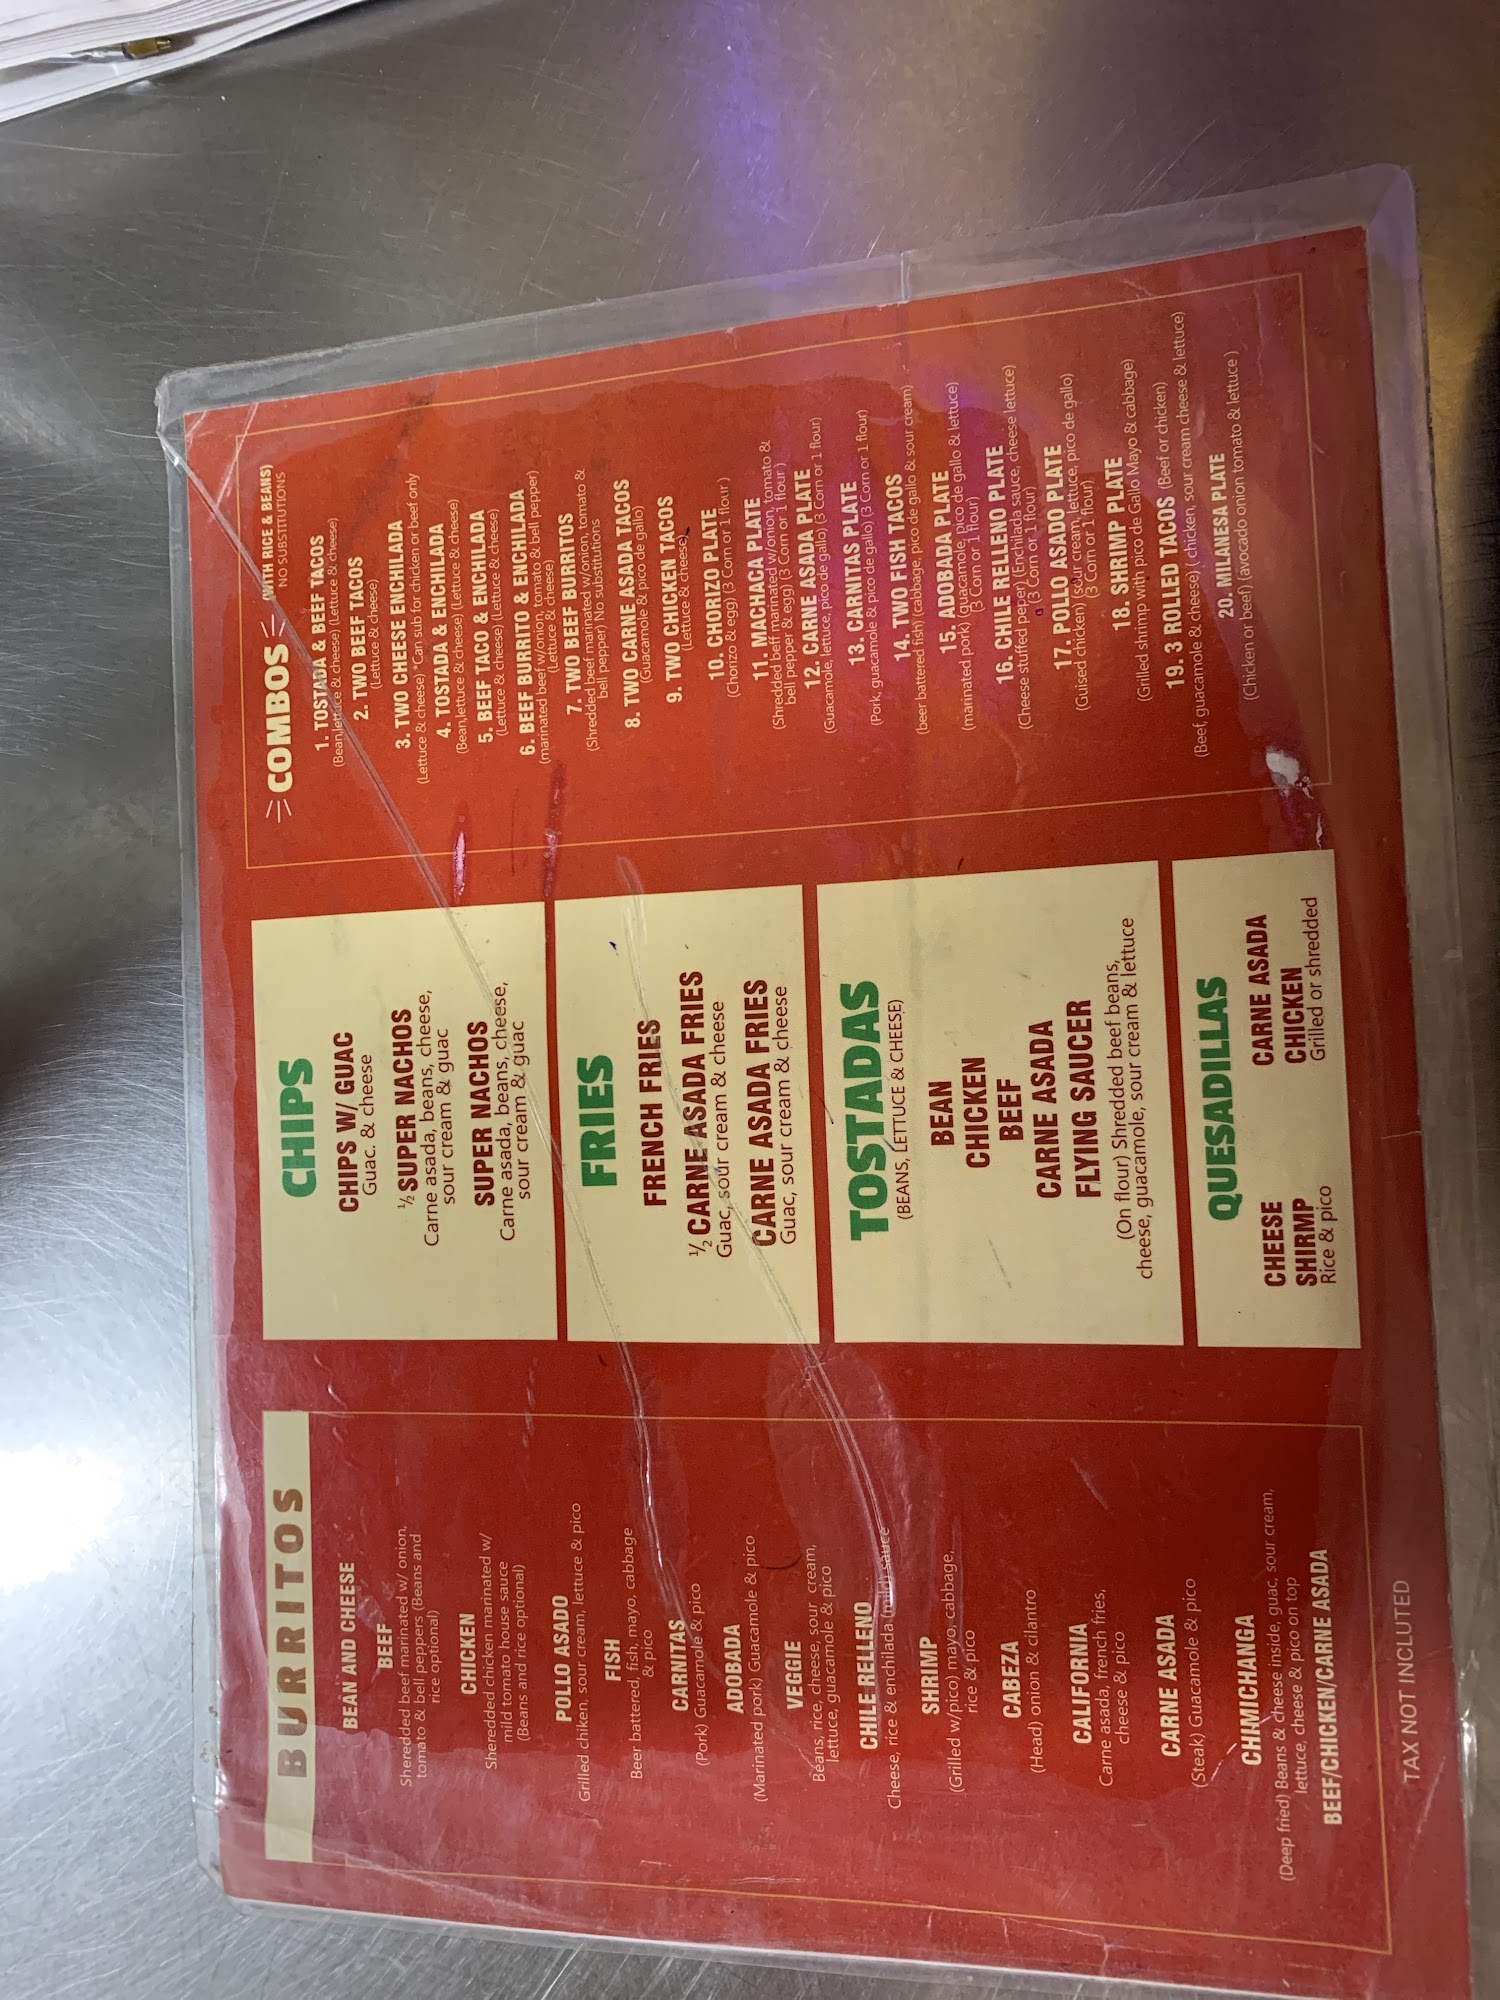 BURRITOS
BEAN AND CHEESE
BEEF
Sheredded beef marinated w/ onion,
tomato & bell peppers (Beans and
rice optional)
CHICKEN
Sheredded chicken marinated w/
mild tomato house sauce
(Beans and rice optional)
POLLO ASADO
Grilled chiken, sour cream, lettuce & pico
FISH
Beer battered, fish, mayo, cabbage
& pico
CARNITAS
(Pork) Guacamole & pico
ADOBADA
(Marinated pork) Guacamole & pico
VEGGIE
Beans, rice, cheese, sour cream,
lettuce, guacamole & pico
CHILE RELLENO
Cheese, rice & enchilada (mild) sauce
SHRIMP
(Grilled w/pico) mayo, cabbage,
rice & pico
CABEZA
(Head) onion & cilantro
CALIFORNIA
Carne asada, french fries,
cheese & pico
CARNE ASADA
(Steak) Guacamole & pico
CHIMICHANGA
(Deep fried) Beans & cheese inside, guac, sour cream,
lettuce, cheese & pico on top
BEEF/CHICKEN/CARNE ASADA
TAX NOT INCLUDED
CHIPS
CHIPS W/ GUAC
Guac. & cheese
½ SUPER NACHOS
Carne asada, beans, cheese,
sour cream & guac
SUPER NACHOS
Carne asada, beans, cheese,
sour cream & guac
FRIES
FRENCH FRIES
½ CARNE ASADA FRIES
Guac, sour cream & cheese
CARNE ASADA FRIES
Guac, sour cream & cheese
TOSTADAS
(BEANS, LETTUCE & CHEESE)
BEAN
CHICKEN
BEEF
CARNE ASADA
FLYING SAUCER
(On flour) Shredded beef beans,
cheese, guacamole, sour cream & lettuce
QUESADILLAS
CHEESE
SHIRMP
Rice & pico
CARNE ASADA
CHICKEN
Grilled or shredded
COMBOS (WITH RICE & BEANS)
NO SUBSTITUTIONS
1. TOSTADA & BEEF TACOS
(Bean,lettuce & cheese) (Lettuce & cheese)
2. TWO BEEF TACOS
(Lettuce & cheese)
3. TWO CHEESE ENCHILADA
(Lettuce & cheese) *Can sub for chicken or beef only
4. TOSTADA & ENCHILADA
(Bean,lettuce & cheese) (Lettuce & cheese)
5. BEEF TACO & ENCHILADA
(Lettuce & cheese) (Lettuce & cheese)
6. BEEF BURRITO & ENCHILADA
(marinated beef w/onion, tomato & bell pepper)
(Lettuce & cheese)
7. TWO BEEF BURRITOS
(Shredded beef marinated w/onion, tomato &
bell pepper) No substitutions
8. TWO CARNE ASADA TACOS
(Guacamole & pico de gallo)
9. TWO CHICKEN TACOS
(Lettuce & cheese)
10. CHORIZO PLATE
(Chorizo & egg) (3 Corn or 1 flour )
11. MACHACA PLATE
(Shredded beff marinated w/onion, tomato &
bell pepper & egg) (3 Corn or 1 flour )
12. CARNE ASADA PLATE
(Guacamole, lettuce, pico de gallo) (3 Corn or 1 flour)
13. CARNITAS PLATE
(Pork, guacamole & pico de gallo) (3 Corn or 1 flour)
14. TWO FISH TACOS
(beer battered fish) (cabbage, pico de gallo & sour cream)
15. ADOBADA PLATE
(marinated pork) (guacamole, pico de gallo & lettuce)
(3 Corn or 1 flour)
16. CHILE RELLENO PLATE
(Cheese stuffed peper) (Enchilada sauce, cheese lettuce)
(3 Corn or 1 flour)
17. POLLO ASADO PLATE
(Guised chicken) (sour cream, lettuce, pico de gallo)
(3 Corn or 1 flour)
18. SHRIMP PLATE
(Grilled shrimp with pico de Gallo Mayo & cabbage)
19. 3 ROLLED TACOS (Beef or chicken)
(Beef, guacamole & cheese) ( chicken, sour cream cheese & lettuce)
20. MILANESA PLATE
(Chicken or beef) (avocado onion tomato & lettuce )